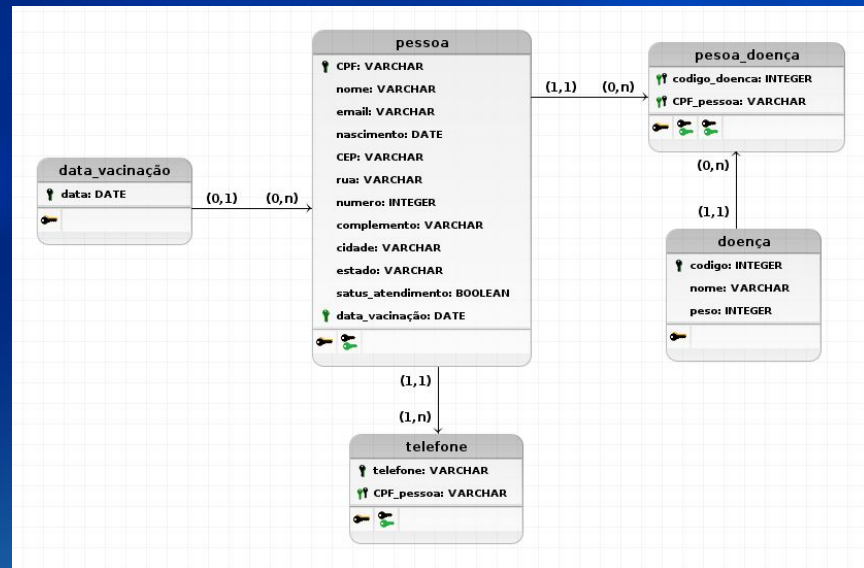 pessoa
CPF: VARCHAR
nome: VARCHAR
email: VARCHAR
nascimento: DATE
CEP: VARCHAR
rua: VARCHAR
numero: INTEGER
complemento: VARCHAR
cidade: VARCHAR
estado: VARCHAR
satus_atendimento: BOOLEAN
data_vacinação: DATE
(1,1) (0,n)
pesoa_doença
codigo_doenca: INTEGER
CPF_pessoa: VARCHAR
data_vacinação
data: DATE
(0,1) (0,n)
(0,n)
(1,1)
doença
codigo: INTEGER
nome: VARCHAR
peso: INTEGER
(1,1)
(1,n)
telefone
telefone: VARCHAR
CPF_pessoa: VARCHAR